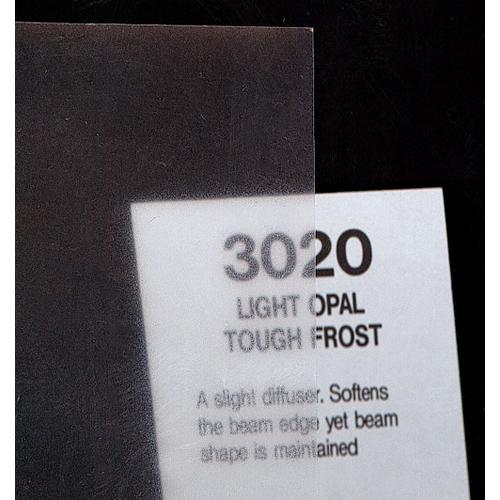 3020
LIGHT OPAL
TOUGH FROST
A slight diffuser. Softens
the beam edge yet beam
shape is maintained